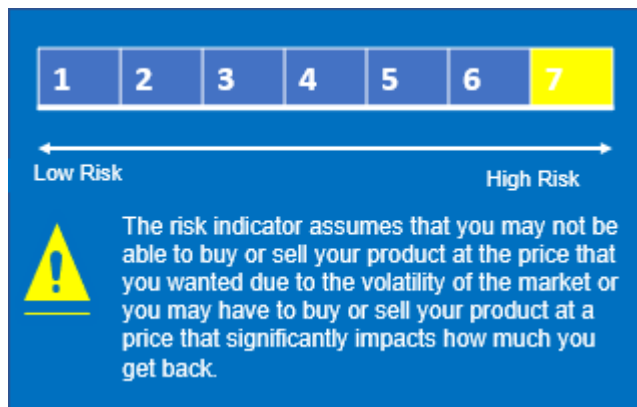 1 2 3 4 5 6 7
Low Risk High Risk
The risk indicator assumes that you may not be
able to buy or sell your product at the price that
you wanted due to the volatility of the market or
you may have to buy or sell your product at a
price that significantly impacts how much you
get back.